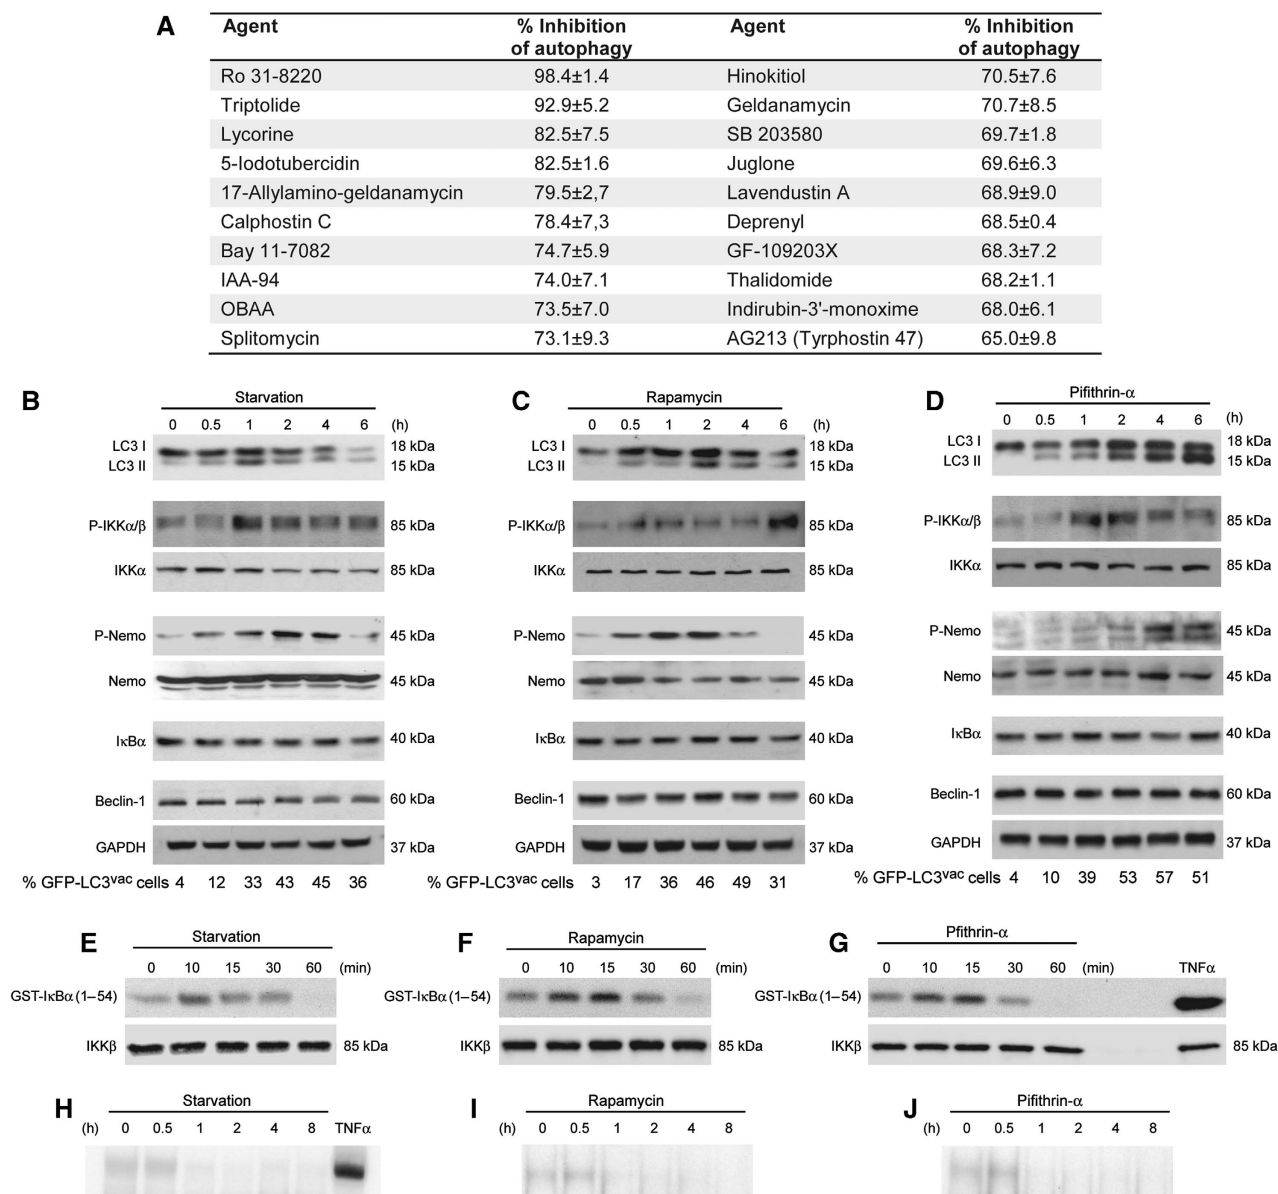 A
Agent % Inhibition of autophagy Agent % Inhibition of autophagy
Ro 31-8220 98.4±1.4 Hinokitiol 70.5±7.6
Triptolide 92.9±5.2 Geldanamycin 70.7±8.5
Lycorine 82.5±7.5 SB 203580 69.7±1.8
5-Iodotubercidin 82.5±1.6 Juglone 69.6±6.3
17-Allylamino-geldanamycin 79.5±2,7 Lavendustin A 68.9±9.0
Calphostin C 78.4±7,3 Deprenyl 68.5±0.4
Bay 11-7082 74.7±5.9 GF-109203X 68.3±7.2
IAA-94 74.0±7.1 Thalidomide 68.2±1.1
OBAA 73.5±7.0 Indirubin-3'-monoxime 68.0±6.1
Splitomycin 73.1±9.3 AG213 (Tyrphostin 47) 65.0±9.8
B
Starvation
0 0.5 1 2 4 6 (h)
LC3 I 18 kDa
LC3 II 15 kDa
P-IKKα/β 85 kDa
IKKα 85 kDa
P-Nemo 45 kDa
Nemo 45 kDa
IκBα 40 kDa
Beclin-1 60 kDa
GAPDH 37 kDa
% GFP-LC3vac cells 4 12 33 43 45 36
C
Rapamycin
0 0.5 1 2 4 6 (h)
LC3 I 18 kDa
LC3 II 15 kDa
P-IKKα/β 85 kDa
IKKα 85 kDa
P-Nemo 45 kDa
Nemo 45 kDa
IκBα 40 kDa
Beclin-1 60 kDa
GAPDH 37 kDa
% GFP-LC3vac cells 3 17 36 46 49 31
D
Pifithrin-α
0 0.5 1 2 4 6 (h)
LC3 I 18 kDa
LC3 II 15 kDa
P-IKKα/β 85 kDa
IKKα 85 kDa
P-Nemo 45 kDa
Nemo 45 kDa
IκBα 40 kDa
Beclin-1 60 kDa
GAPDH 37 kDa
% GFP-LC3vac cells 4 10 39 53 57 51
E
Starvation
0 10 15 30 60 (min)
GST-IκBα (1–54)
IKKβ 85 kDa
F
Rapamycin
0 10 15 30 60 (min)
GST-IκBα (1–54)
IKKβ 85 kDa
G
Pfithrin-α
0 10 15 30 60 (min) TNFα
GST-IκBα (1–54)
IKKβ 85 kDa
H
Starvation
(h) 0 0.5 1 2 4 8 TNFα
I
Rapamycin
(h) 0 0.5 1 2 4 8
J
Pifithrin-α
(h) 0 0.5 1 2 4 8